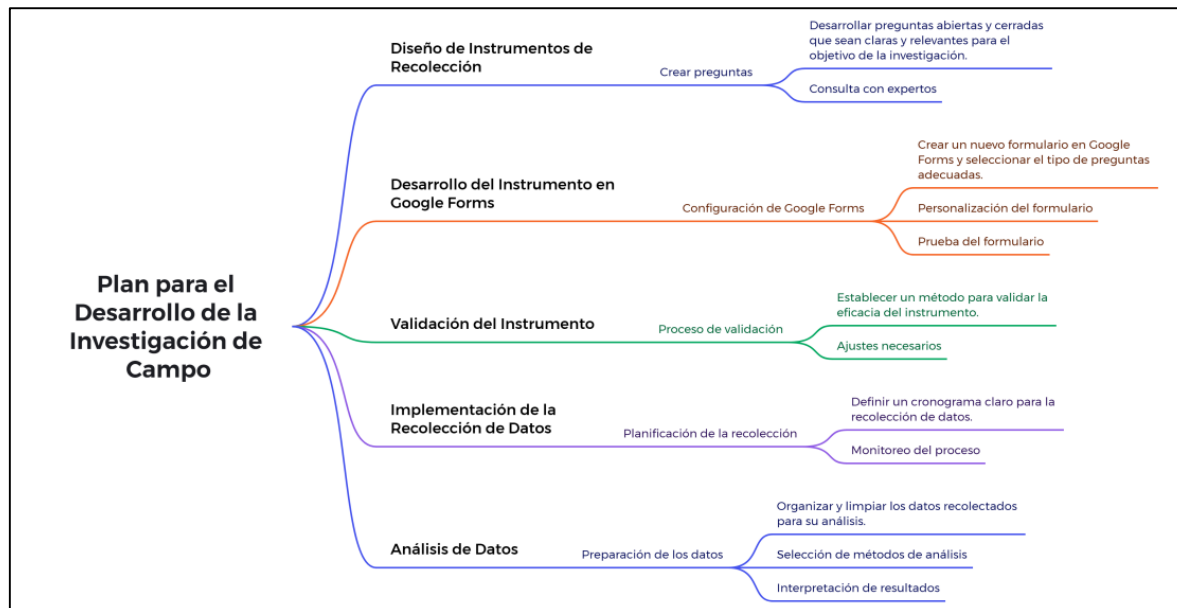 Plan para el
Desarrollo de la
Investigación de
Campo
Diseño de Instrumentos de
Recolección
Crear preguntas
Desarrollar preguntas abiertas y cerradas
que sean claras y relevantes para el
objetivo de la investigación.
Consulta con expertos
Desarrollo del Instrumento en
Google Forms
Configuración de Google Forms
Crear un nuevo formulario en Google
Forms y seleccionar el tipo de preguntas
adecuadas.
Personalización del formulario
Prueba del formulario
Validación del Instrumento
Proceso de validación
Establecer un método para validar la
eficacia del instrumento.
Ajustes necesarios
Implementación de la
Recolección de Datos
Planificación de la recolección
Definir un cronograma claro para la
recolección de datos.
Monitoreo del proceso
Análisis de Datos
Preparación de los datos
Organizar y limpiar los datos recolectados
para su análisis.
Selección de métodos de análisis
Interpretación de resultados